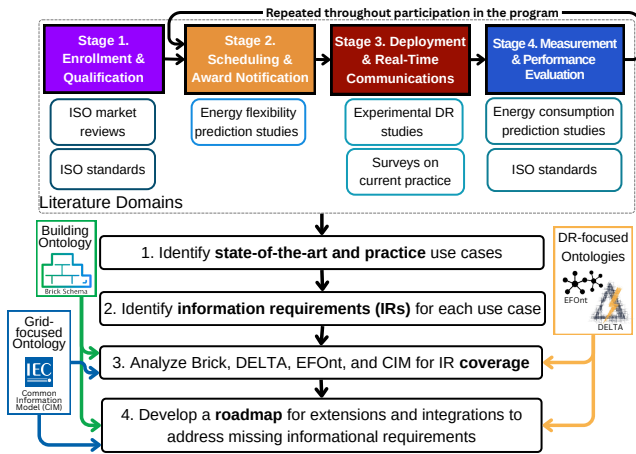 Repeated throughout participation in the program
Stage 1.
Enrollment &
Qualification
Stage 2.
Scheduling &
Award Notification
Stage 3. Deployment
& Real-Time
Communications
Stage 4. Measurement
& Performance
Evaluation
ISO market
reviews
ISO standards
Energy flexibility
prediction studies
Experimental DR
studies
Surveys on
current practice
Energy consumption
prediction studies
ISO standards
Literature Domains
Building
Ontology
Brick Schema
Grid-
focused
Ontology
IEC
Common
Information
Model (CIM)
1. Identify state-of-the-art and practice use cases
2. Identify information requirements (IRs) for each use case
3. Analyze Brick, DELTA, EFOnt, and CIM for IR coverage
4. Develop a roadmap for extensions and integrations to
address missing informational requirements
DR-focused
Ontologies
EFOnt
DELTA